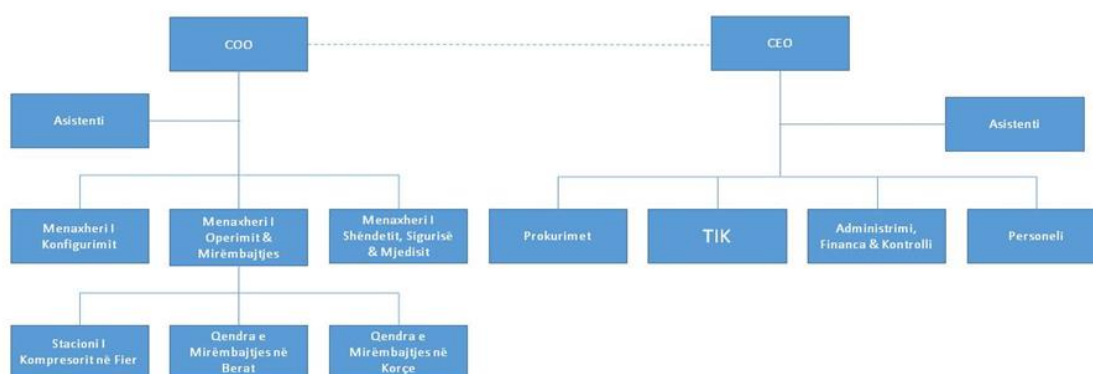 COO
CEO
Asistenti
Asistenti
Menaxheri I
Konfigurimit
Menaxheri I
Operimit &
Mirëmbajtjes
Menaxheri I
Shëndetit, Sigurisë
& Mjedisit
Prokurimet
TIK
Administrimi,
Financa & Kontrolli
Personeli
Stacioni I
Kompresorit në Fier
Qendra e
Mirëmbajtjes në
Berat
Qendra e
Mirëmbajtjes në
Korçe